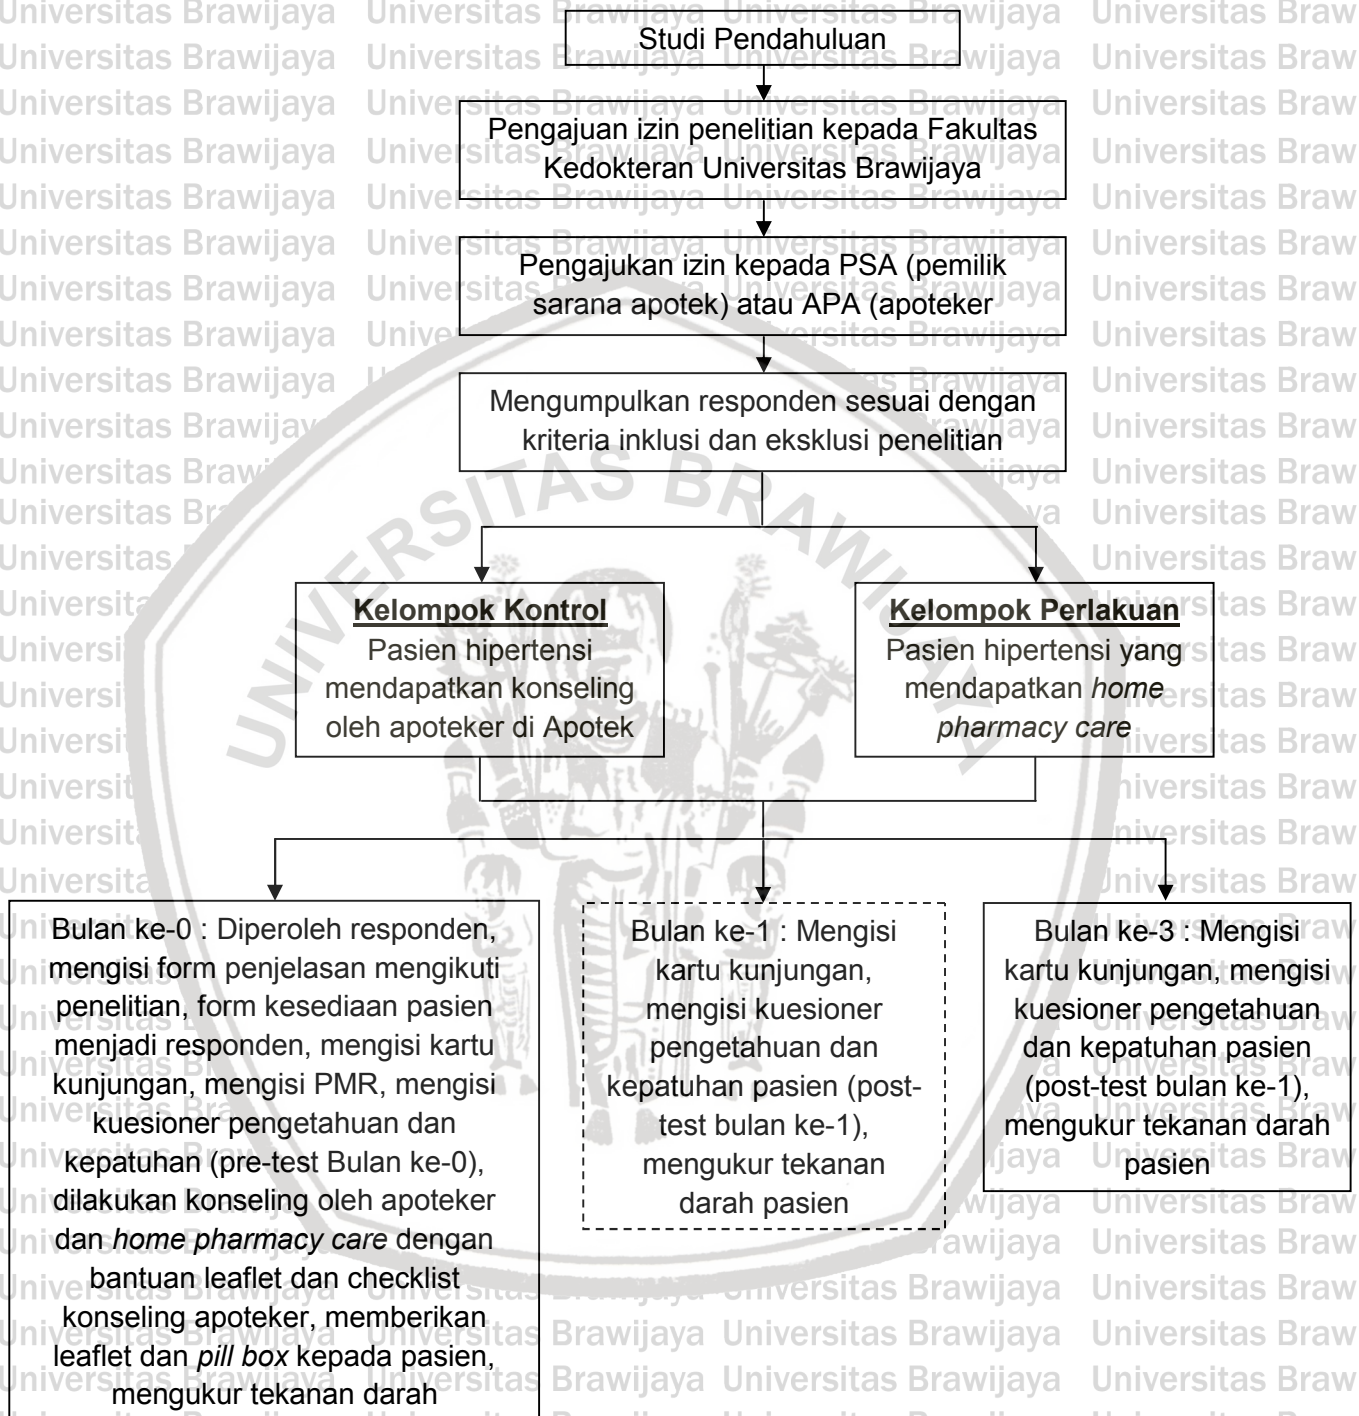 Studi Pendahuluan
Pengajuan izin penelitian kepada Fakultas
Kedokteran Universitas Brawijaya
Pengajukan izin kepada PSA (pemilik
sarana apotek) atau APA (apoteker
Mengumpulkan responden sesuai dengan
kriteria inklusi dan eksklusi penelitian
Kelompok Kontrol
Pasien hipertensi
mendapatkan konseling
oleh apoteker di Apotek
Kelompok Perlakuan
Pasien hipertensi yang
mendapatkan home
pharmacy care
Bulan ke-0 : Diperoleh responden,
mengisi form penjelasan mengikuti
penelitian, form kesediaan pasien
menjadi responden, mengisi kartu
kunjungan, mengisi PMR, mengisi
kuesioner pengetahuan dan
kepatuhan (pre-test Bulan ke-0),
dilakukan konseling oleh apoteker
dan home pharmacy care dengan
bantuan leaflet dan checklist
konseling apoteker, memberikan
leaflet dan pill box kepada pasien,
mengukur tekanan darah
Bulan ke-1 : Mengisi
kartu kunjungan,
mengisi kuesioner
pengetahuan dan
kepatuhan pasien (post-
test bulan ke-1),
mengukur tekanan
darah pasien
Bulan ke-3 : Mengisi
kartu kunjungan, mengisi
kuesioner pengetahuan
dan kepatuhan pasien
(post-test bulan ke-1),
mengukur tekanan darah
pasien
UNIVERSITAS BRAWIJAYA